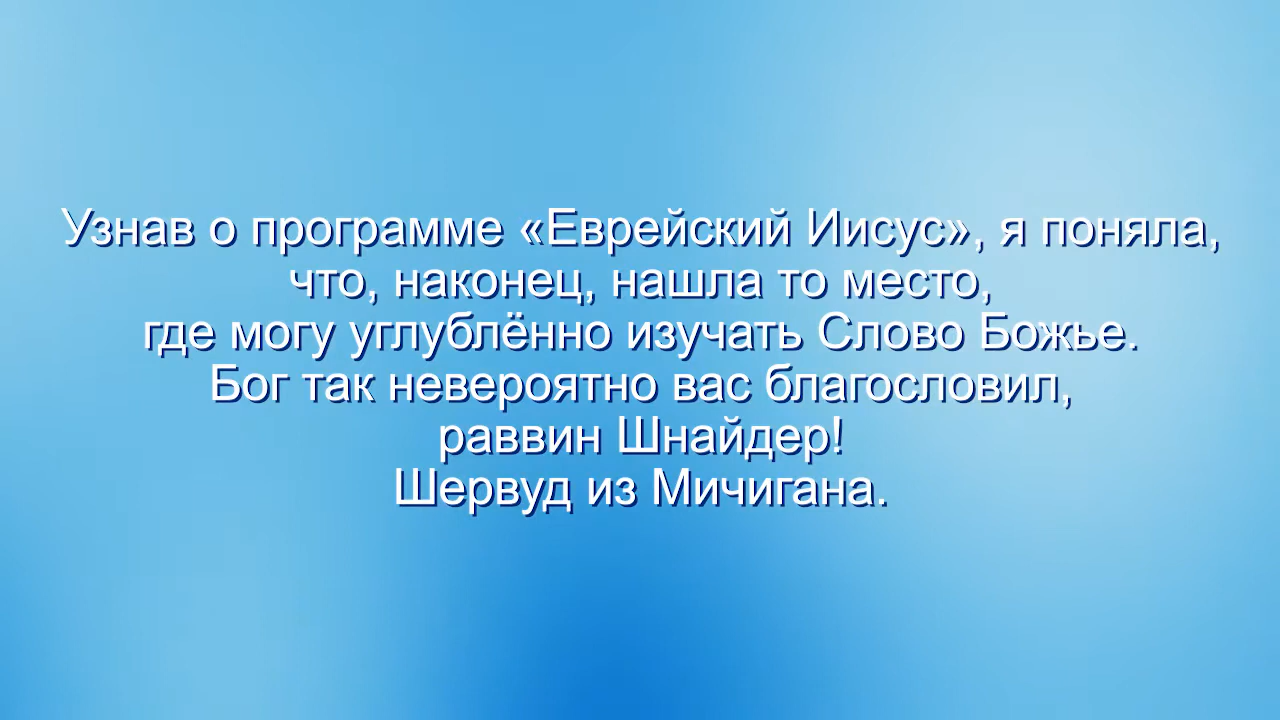 Узнав о программе «Еврейский Иисус», я поняла,
что, наконец, нашла то место,
где могу углублённо изучать Слово Божье.
Бог так невероятно вас благословил,
раввин Шнайдер!
Шервуд из Мичигана.